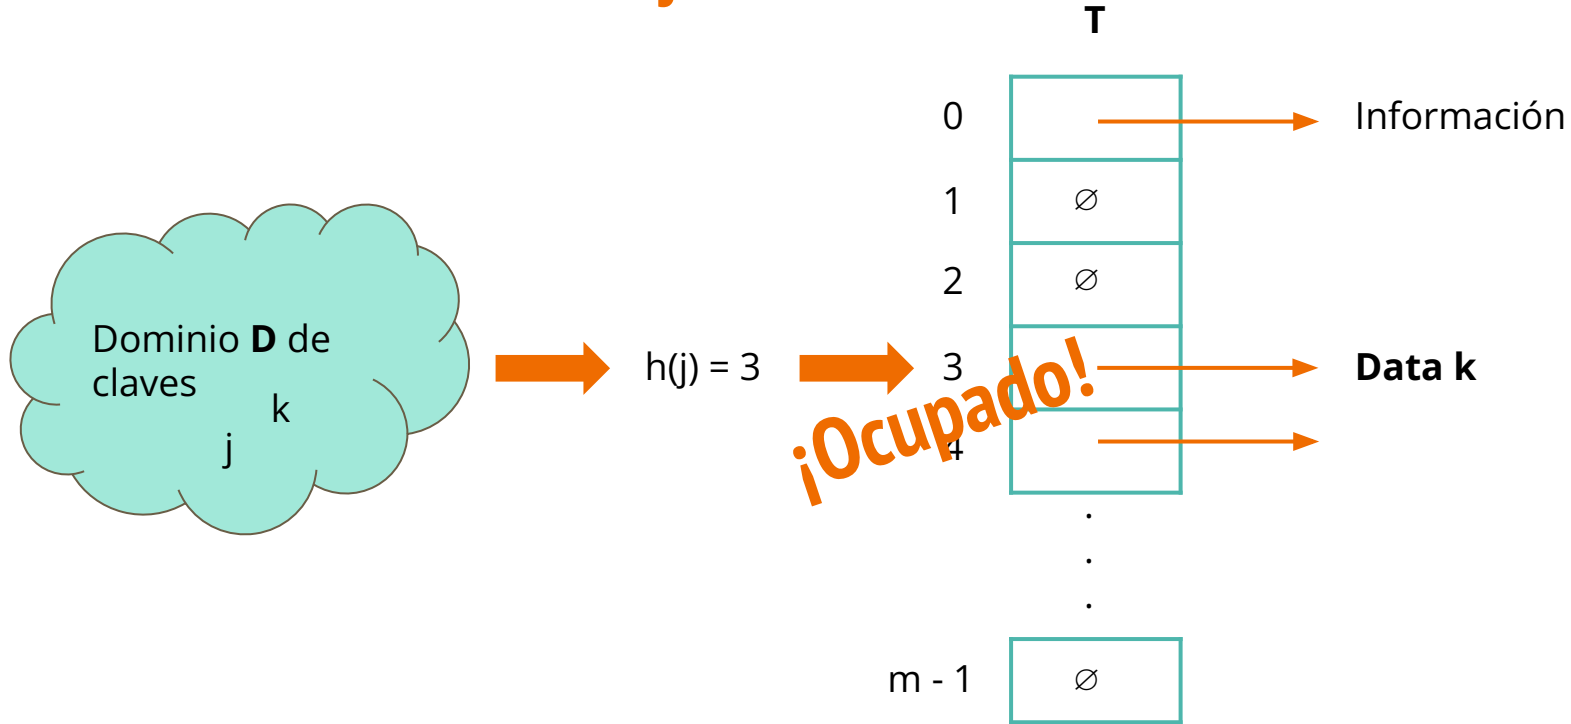 T
0
Información
1
∅
2
∅
Dominio D de
claves
k
j
h(j) = 3
3
Data k
¡Ocupado!
4
.
.
.
m - 1
∅